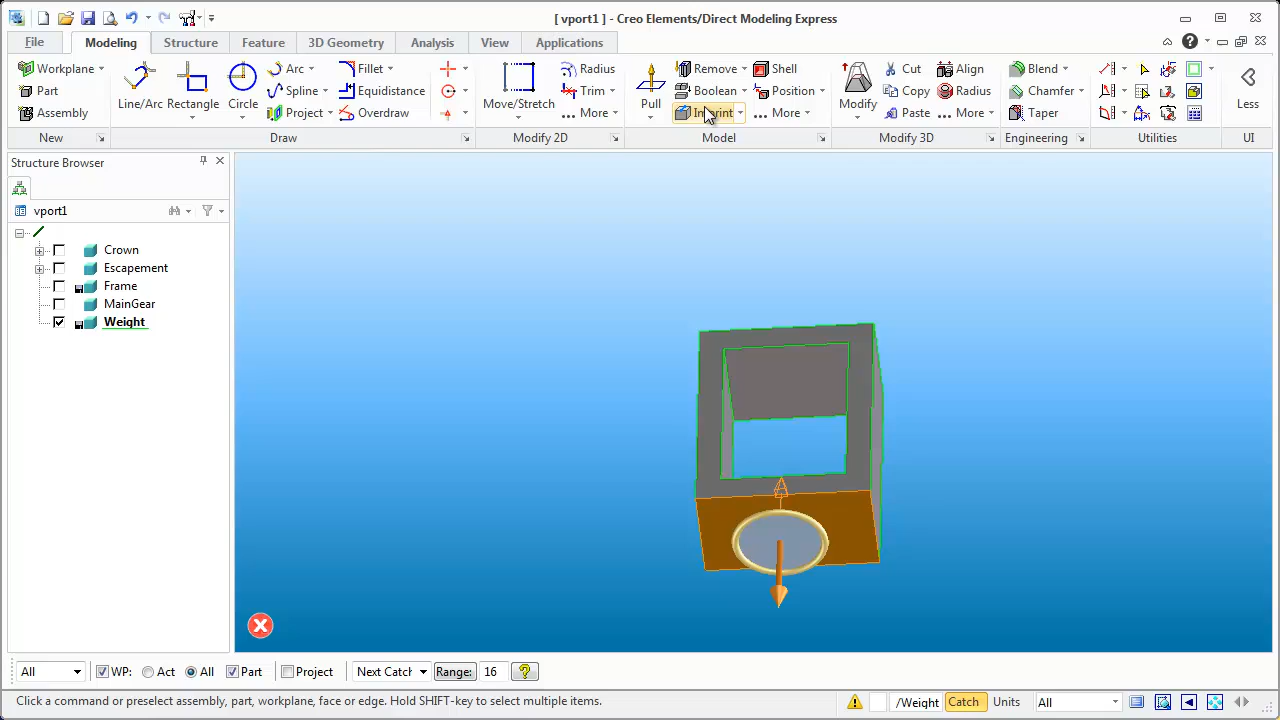 [ vport1 ] - Creo Elements/Direct Modeling Express
File Modeling Structure Feature 3D Geometry Analysis View Applications
Workplane Line/Arc Rectangle Circle Arc Fillet Move/Stretch Radius Pull Remove Shell Modify Cut Align Blend Less
Part Spline Equidistance Trim Boolean Position Copy Radius Chamfer
Assembly Project Overdraw ... More Imprint ... More Paste ... More Taper
New Draw Modify 2D Model Modify 3D Engineering Utilities UI
Structure Browser
vport1
Crown
Escapement
Frame
MainGear
Weight
All WP: Act All Part Project Next Catch Range: 16
Click a command or preselect assembly, part, workplane, face or edge. Hold SHIFT-key to select multiple items. /Weight Catch Units All